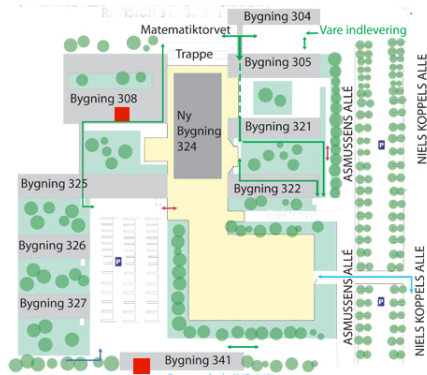 Bygning 304
Matematiktorvet
Vare indlevering
Trappe
Bygning 305
Bygning 308
Ny
Bygning
324
Bygning 321
P
Bygning 325
Bygning 322
ASMUSSENS ALLÉ
NIELS KOPPELS ALLE
Bygning 326
P
Bygning 327
ASMUSSENS ALLÉ
NIELS KOPPELS ALLE
P
Bygning 341